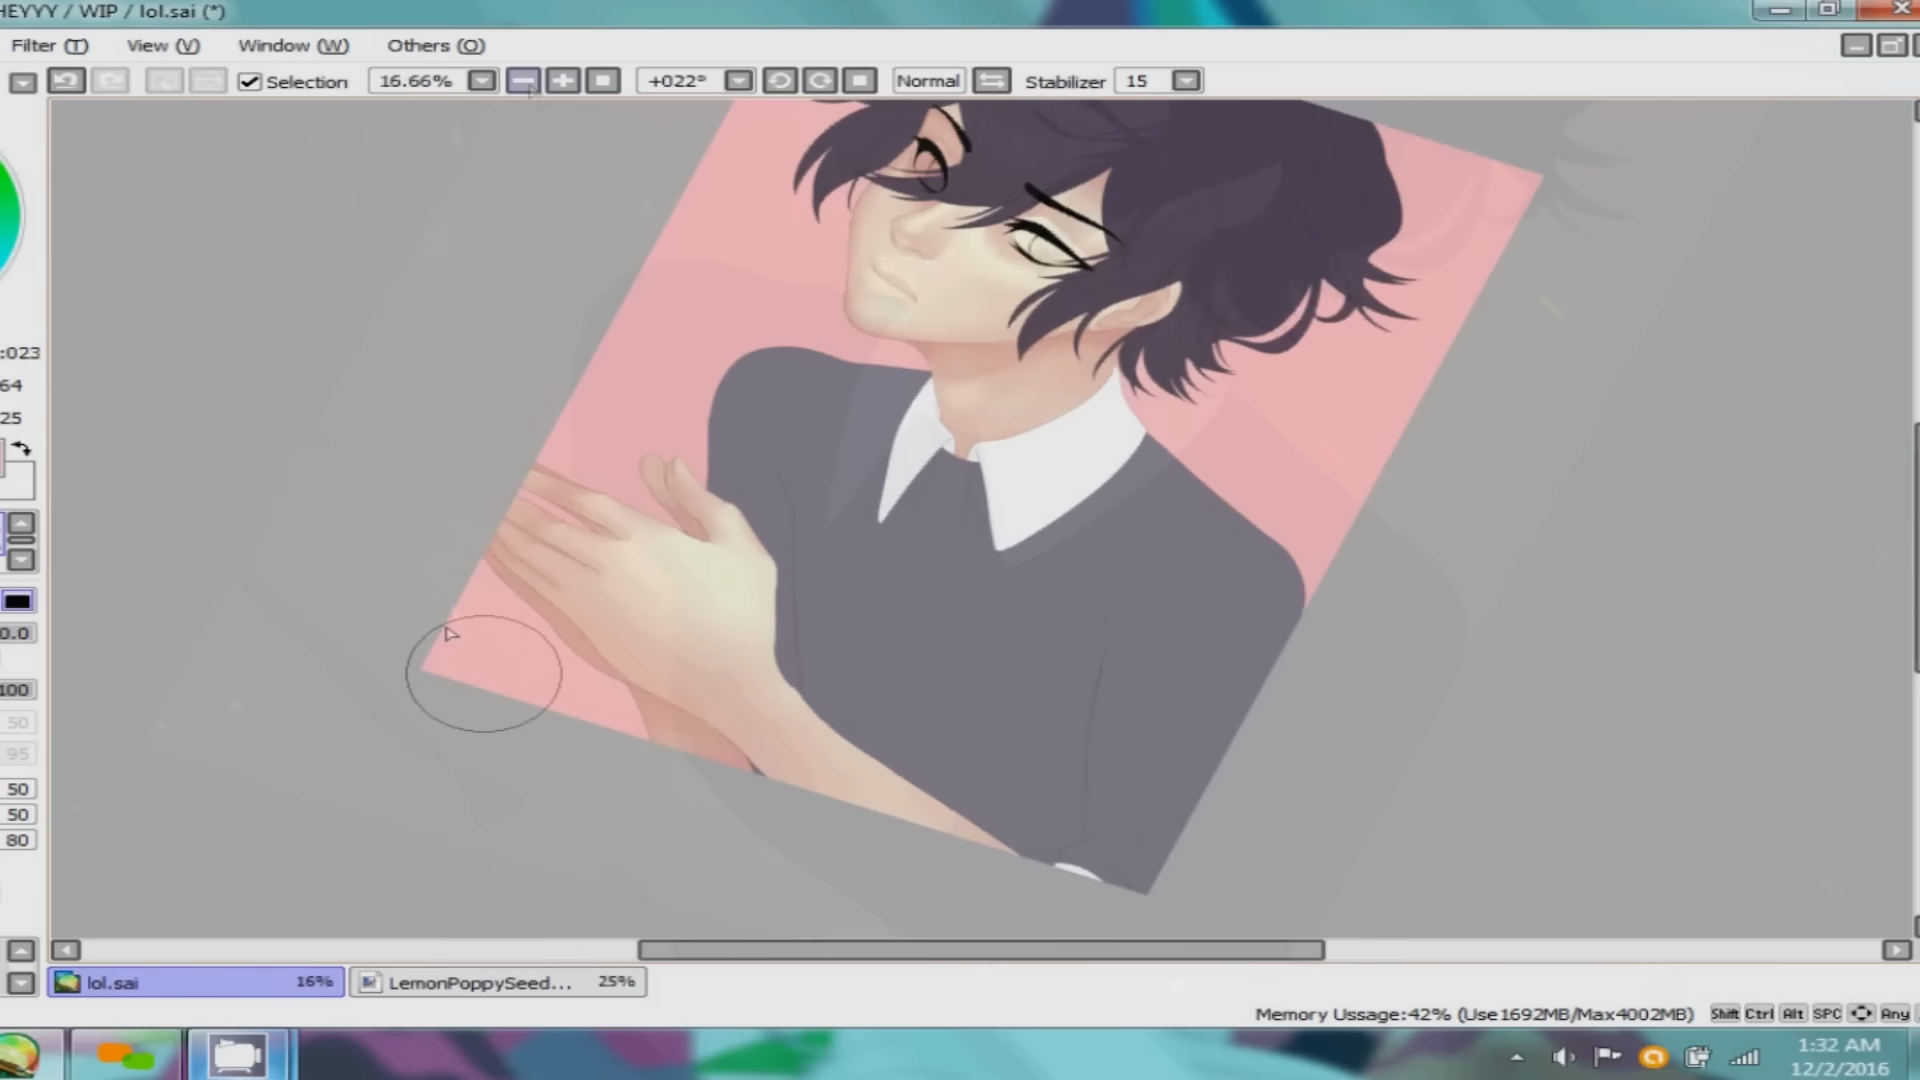 HEYYY / WIP / lol.sai (*)
Filter (T) View (V) Window (W) Others (O)
Selection 16.66% +022° Normal Stabilizer 15
:023
64
25
0.0
100
50
95
50
50
80
lol.sai 16% LemonPoppySeed... 25%
Memory Ussage:42% (Use1692MB/Max4002MB) Shift Ctrl Alt SPC Any
1:32 AM
12/2/2016